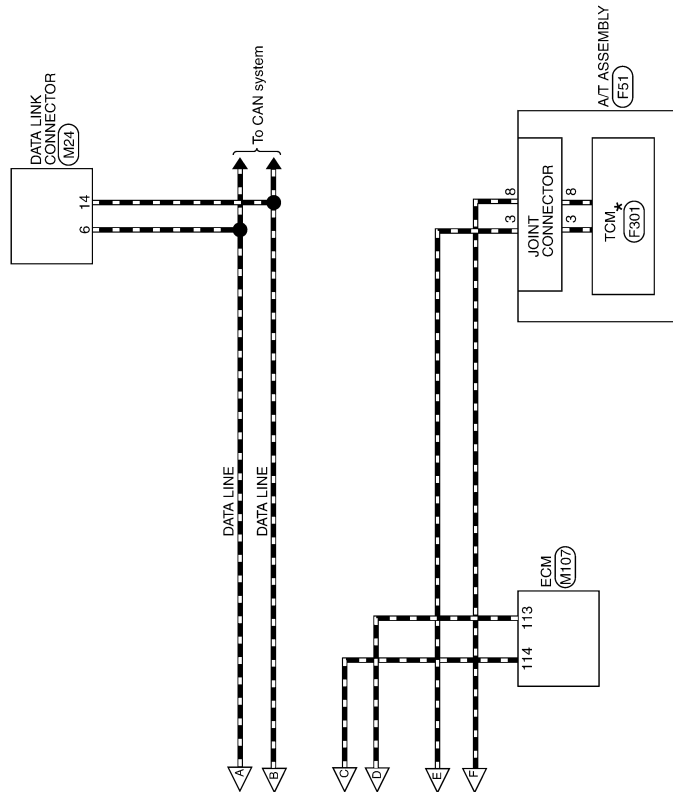 DATA LINK
CONNECTOR
M24
6
14
To CAN system
DATA LINE
DATA LINE
A
B
C
D
E
F
ECM
M107
114
113
A/T ASSEMBLY
F51
3
8
JOINT
CONNECTOR
3
8
TCM*
F301